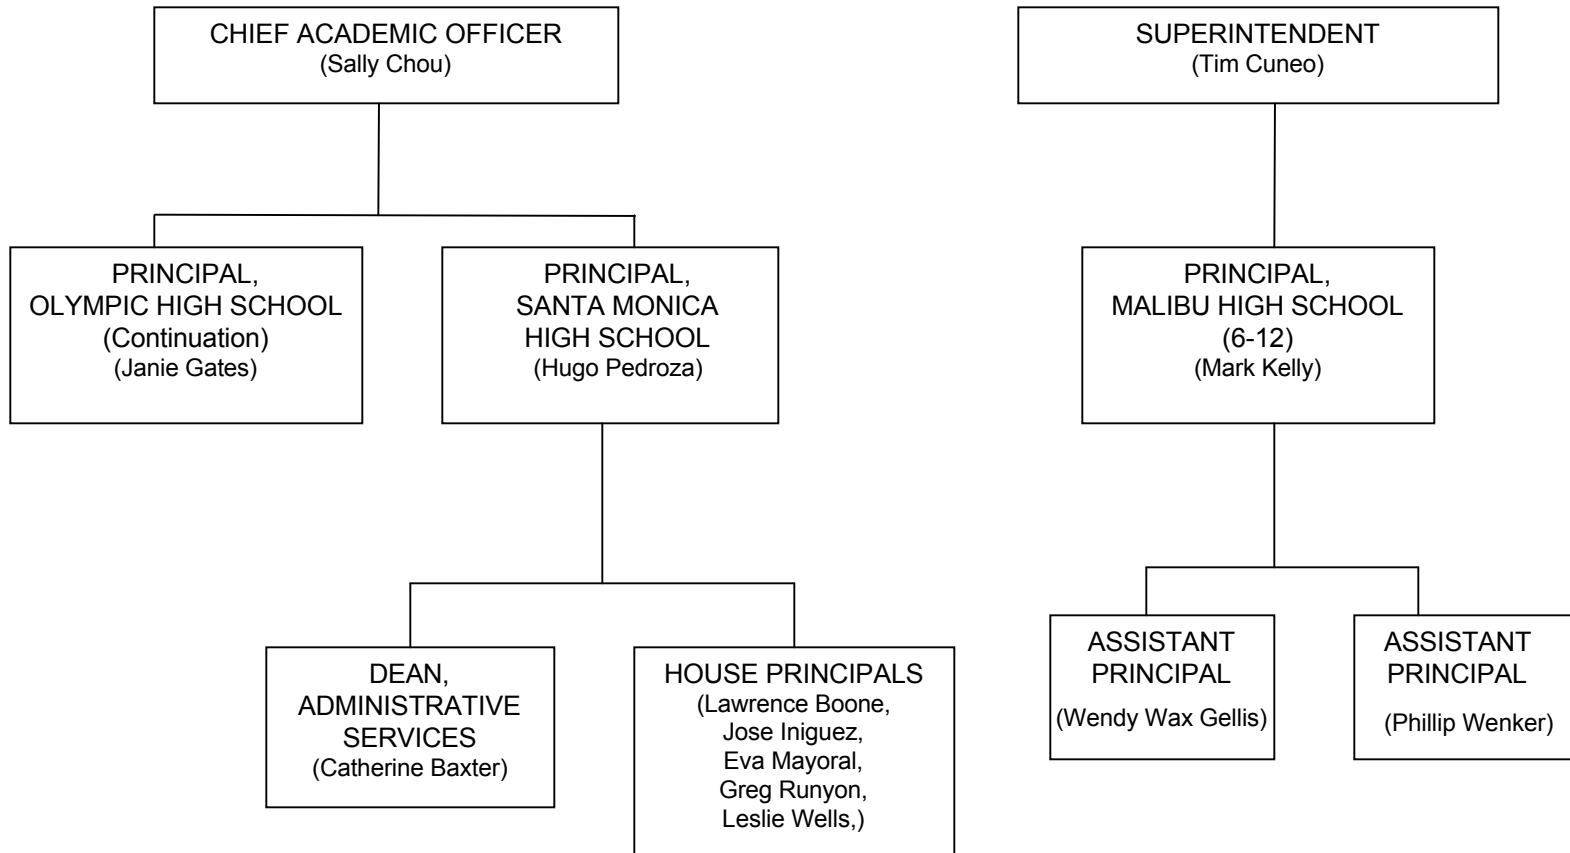 CHIEF ACADEMIC OFFICER
(Sally Chou)
SUPERINTENDENT
(Tim Cuneo)
PRINCIPAL,
OLYMPIC HIGH SCHOOL
(Continuation)
(Janie Gates)
PRINCIPAL,
SANTA MONICA
HIGH SCHOOL
(Hugo Pedroza)
PRINCIPAL,
MALIBU HIGH SCHOOL
(6-12)
(Mark Kelly)
DEAN,
ADMINISTRATIVE
SERVICES
(Catherine Baxter)
HOUSE PRINCIPALS
(Lawrence Boone,
Jose Iniguez,
Eva Mayoral,
Greg Runyon,
Leslie Wells,)
ASSISTANT
PRINCIPAL
(Wendy Wax Gellis)
ASSISTANT
PRINCIPAL
(Phillip Wenker)